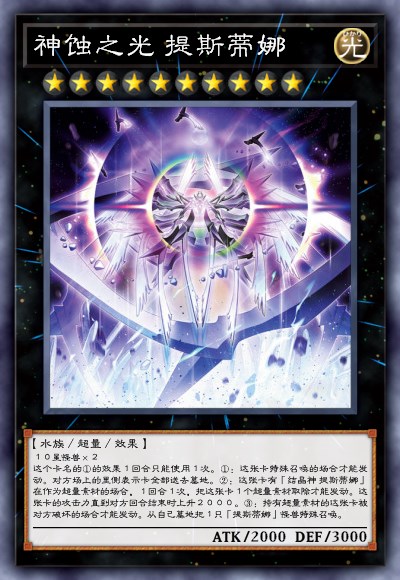 神蚀之光 提斯蒂娜
光
【水族／超量／效果】
１０星怪兽×２
这个卡名的①的效果１回合只能使用１次。①：这张卡特殊召唤的场合才能发
动。对方场上的里侧表示卡全部送去墓地。②：这张卡有「结晶神 提斯蒂娜」
在作为超量素材的场合，１回合１次，把这张卡１个超量素材取除才能发动。这
张卡的攻击力直到对方回合结束时上升２０００。③：持有超量素材的这张卡被
对方破坏的场合才能发动。从自己墓地把１只「提斯蒂娜」怪兽特殊召唤。
ATK/2000 DEF/3000